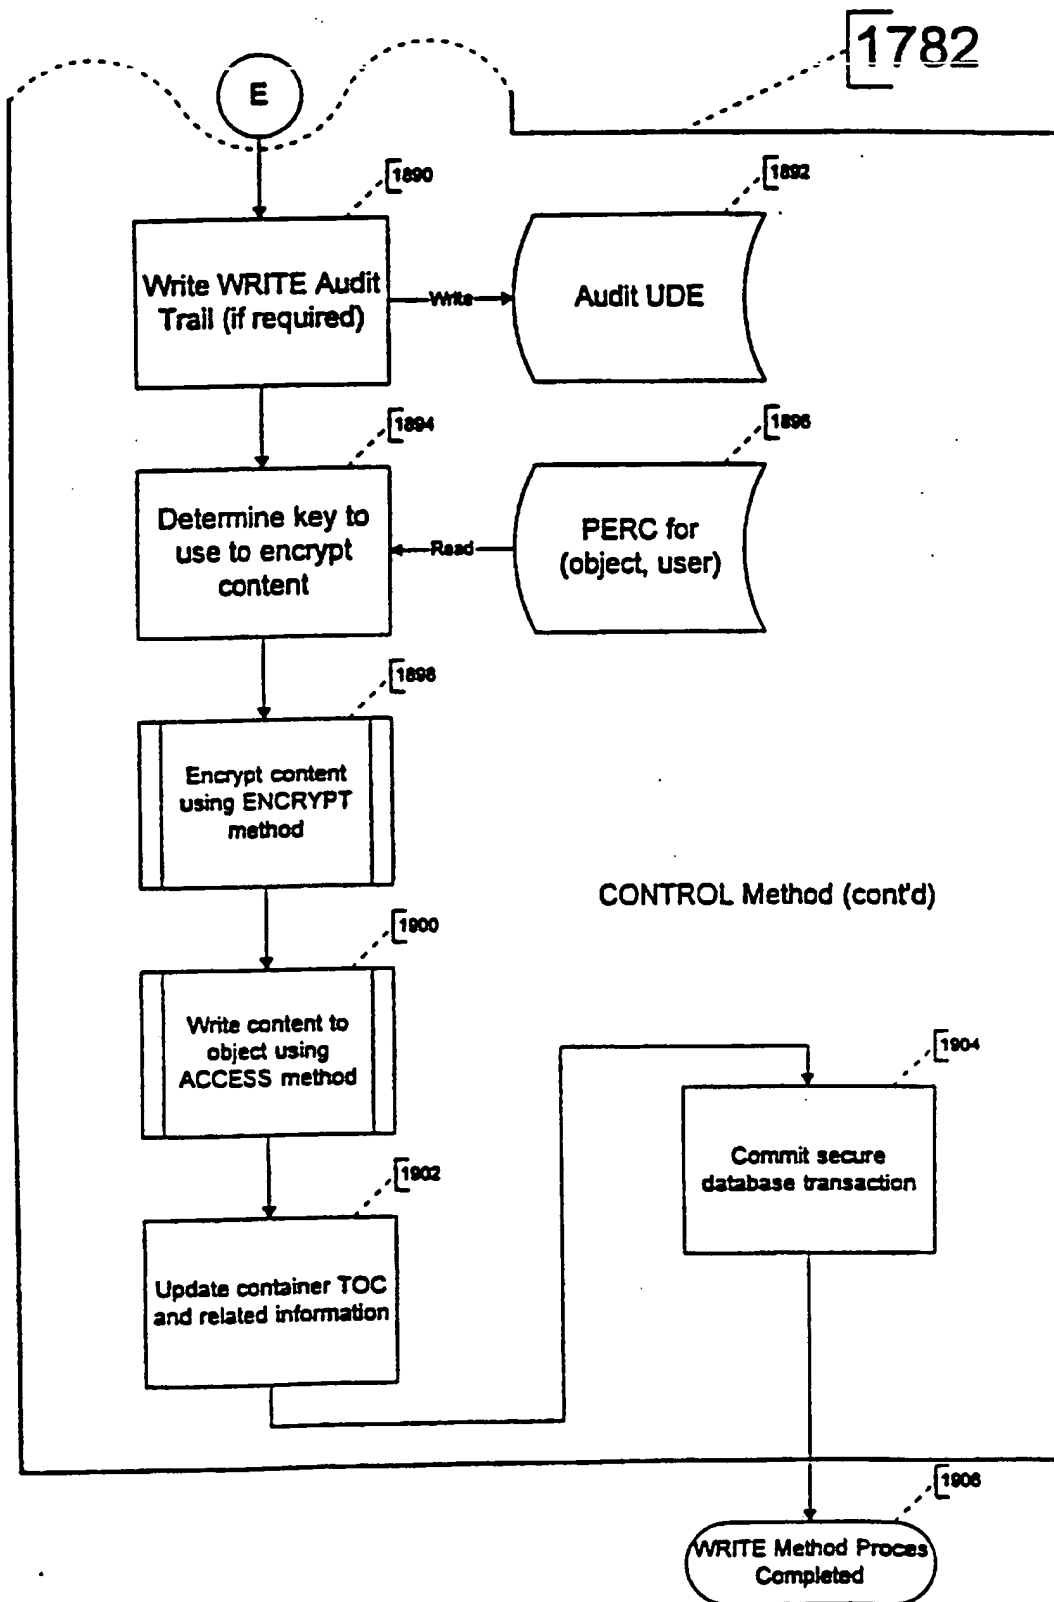 1782
E
1890
1892
Write WRITE Audit
Trail (if required)
Write
Audit UDE
1894
1896
Determine key to
use to encrypt
content
Read
PERC for
(object, user)
1898
Encrypt content
using ENCRYPT
method
CONTROL Method (cont'd)
1900
Write content to
object using
ACCESS method
1904
Commit secure
database transaction
1902
Update container TOC
and related information
1906
WRITE Method Proces
Completed